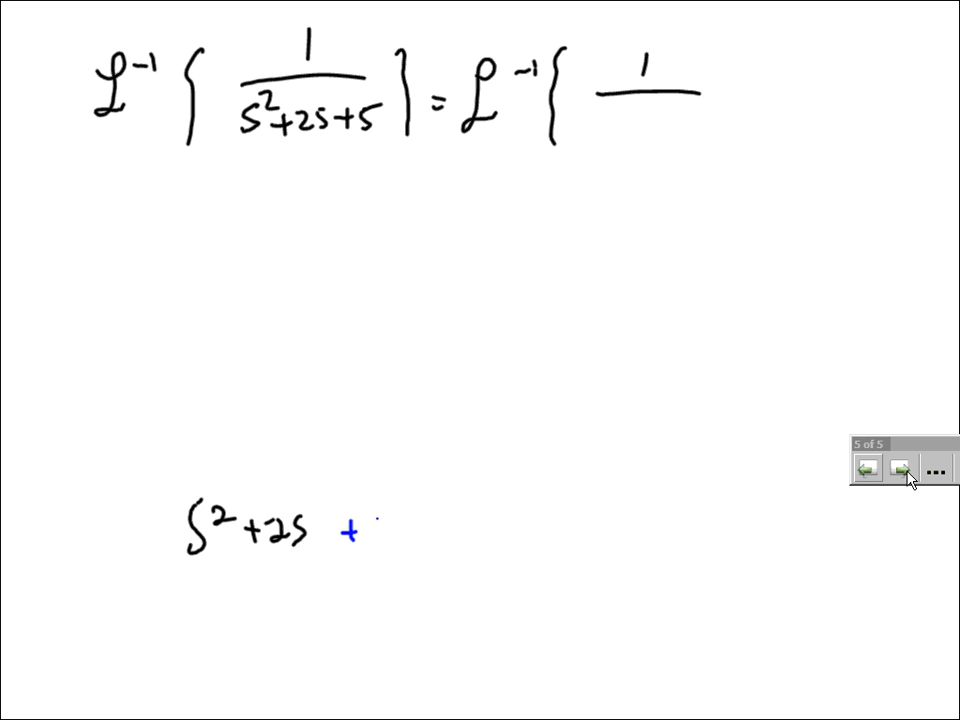 ℒ⁻¹ { 1 / (s²+2s+5) } = ℒ⁻¹ { 1 /
5 of 5
s² + 2s +